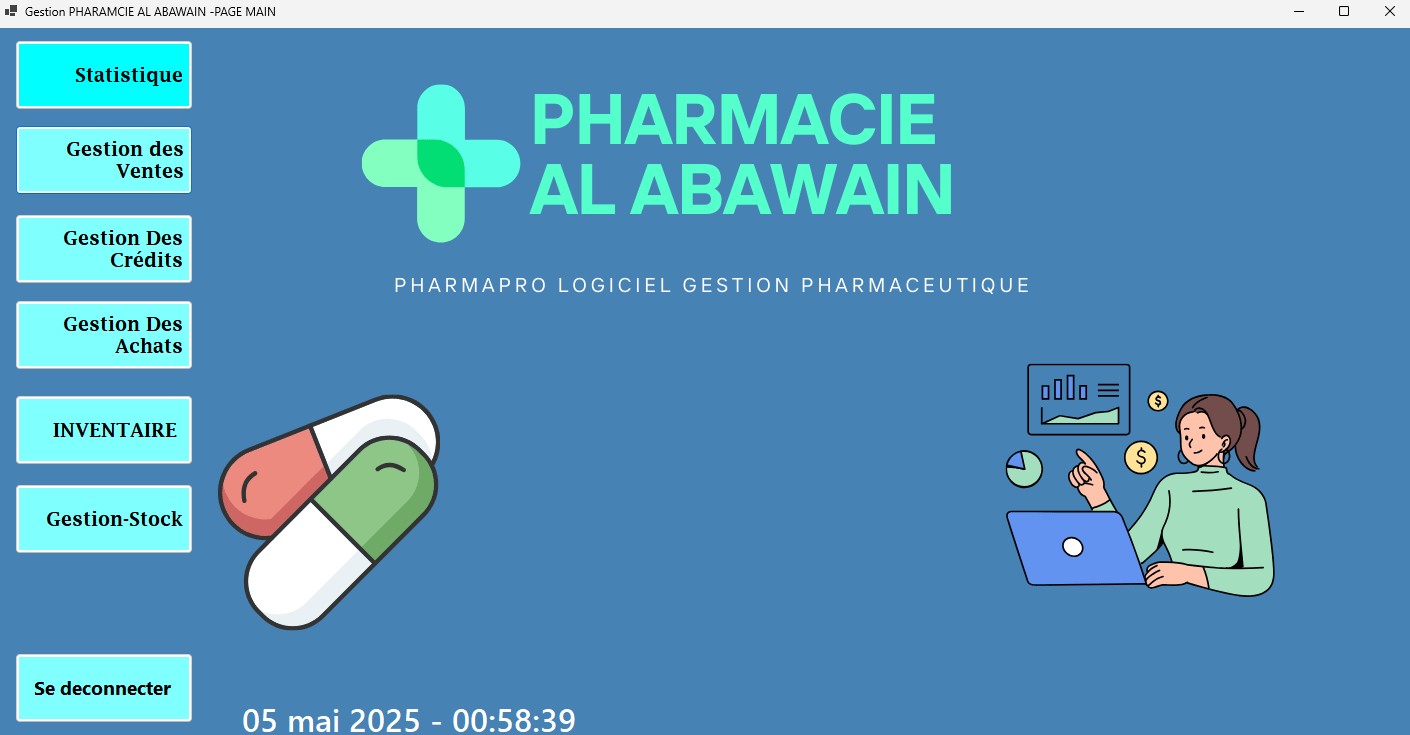 Gestion PHARAMCIE AL ABAWAIN -PAGE MAIN
Statistique
Gestion des
Ventes
Gestion Des
Crédits
Gestion Des
Achats
INVENTAIRE
Gestion-Stock
Se deconnecter
PHARMACIE
AL ABAWAIN
PHARMAPRO LOGICIEL GESTION PHARMACEUTIQUE
$
$
05 mai 2025 - 00:58:39